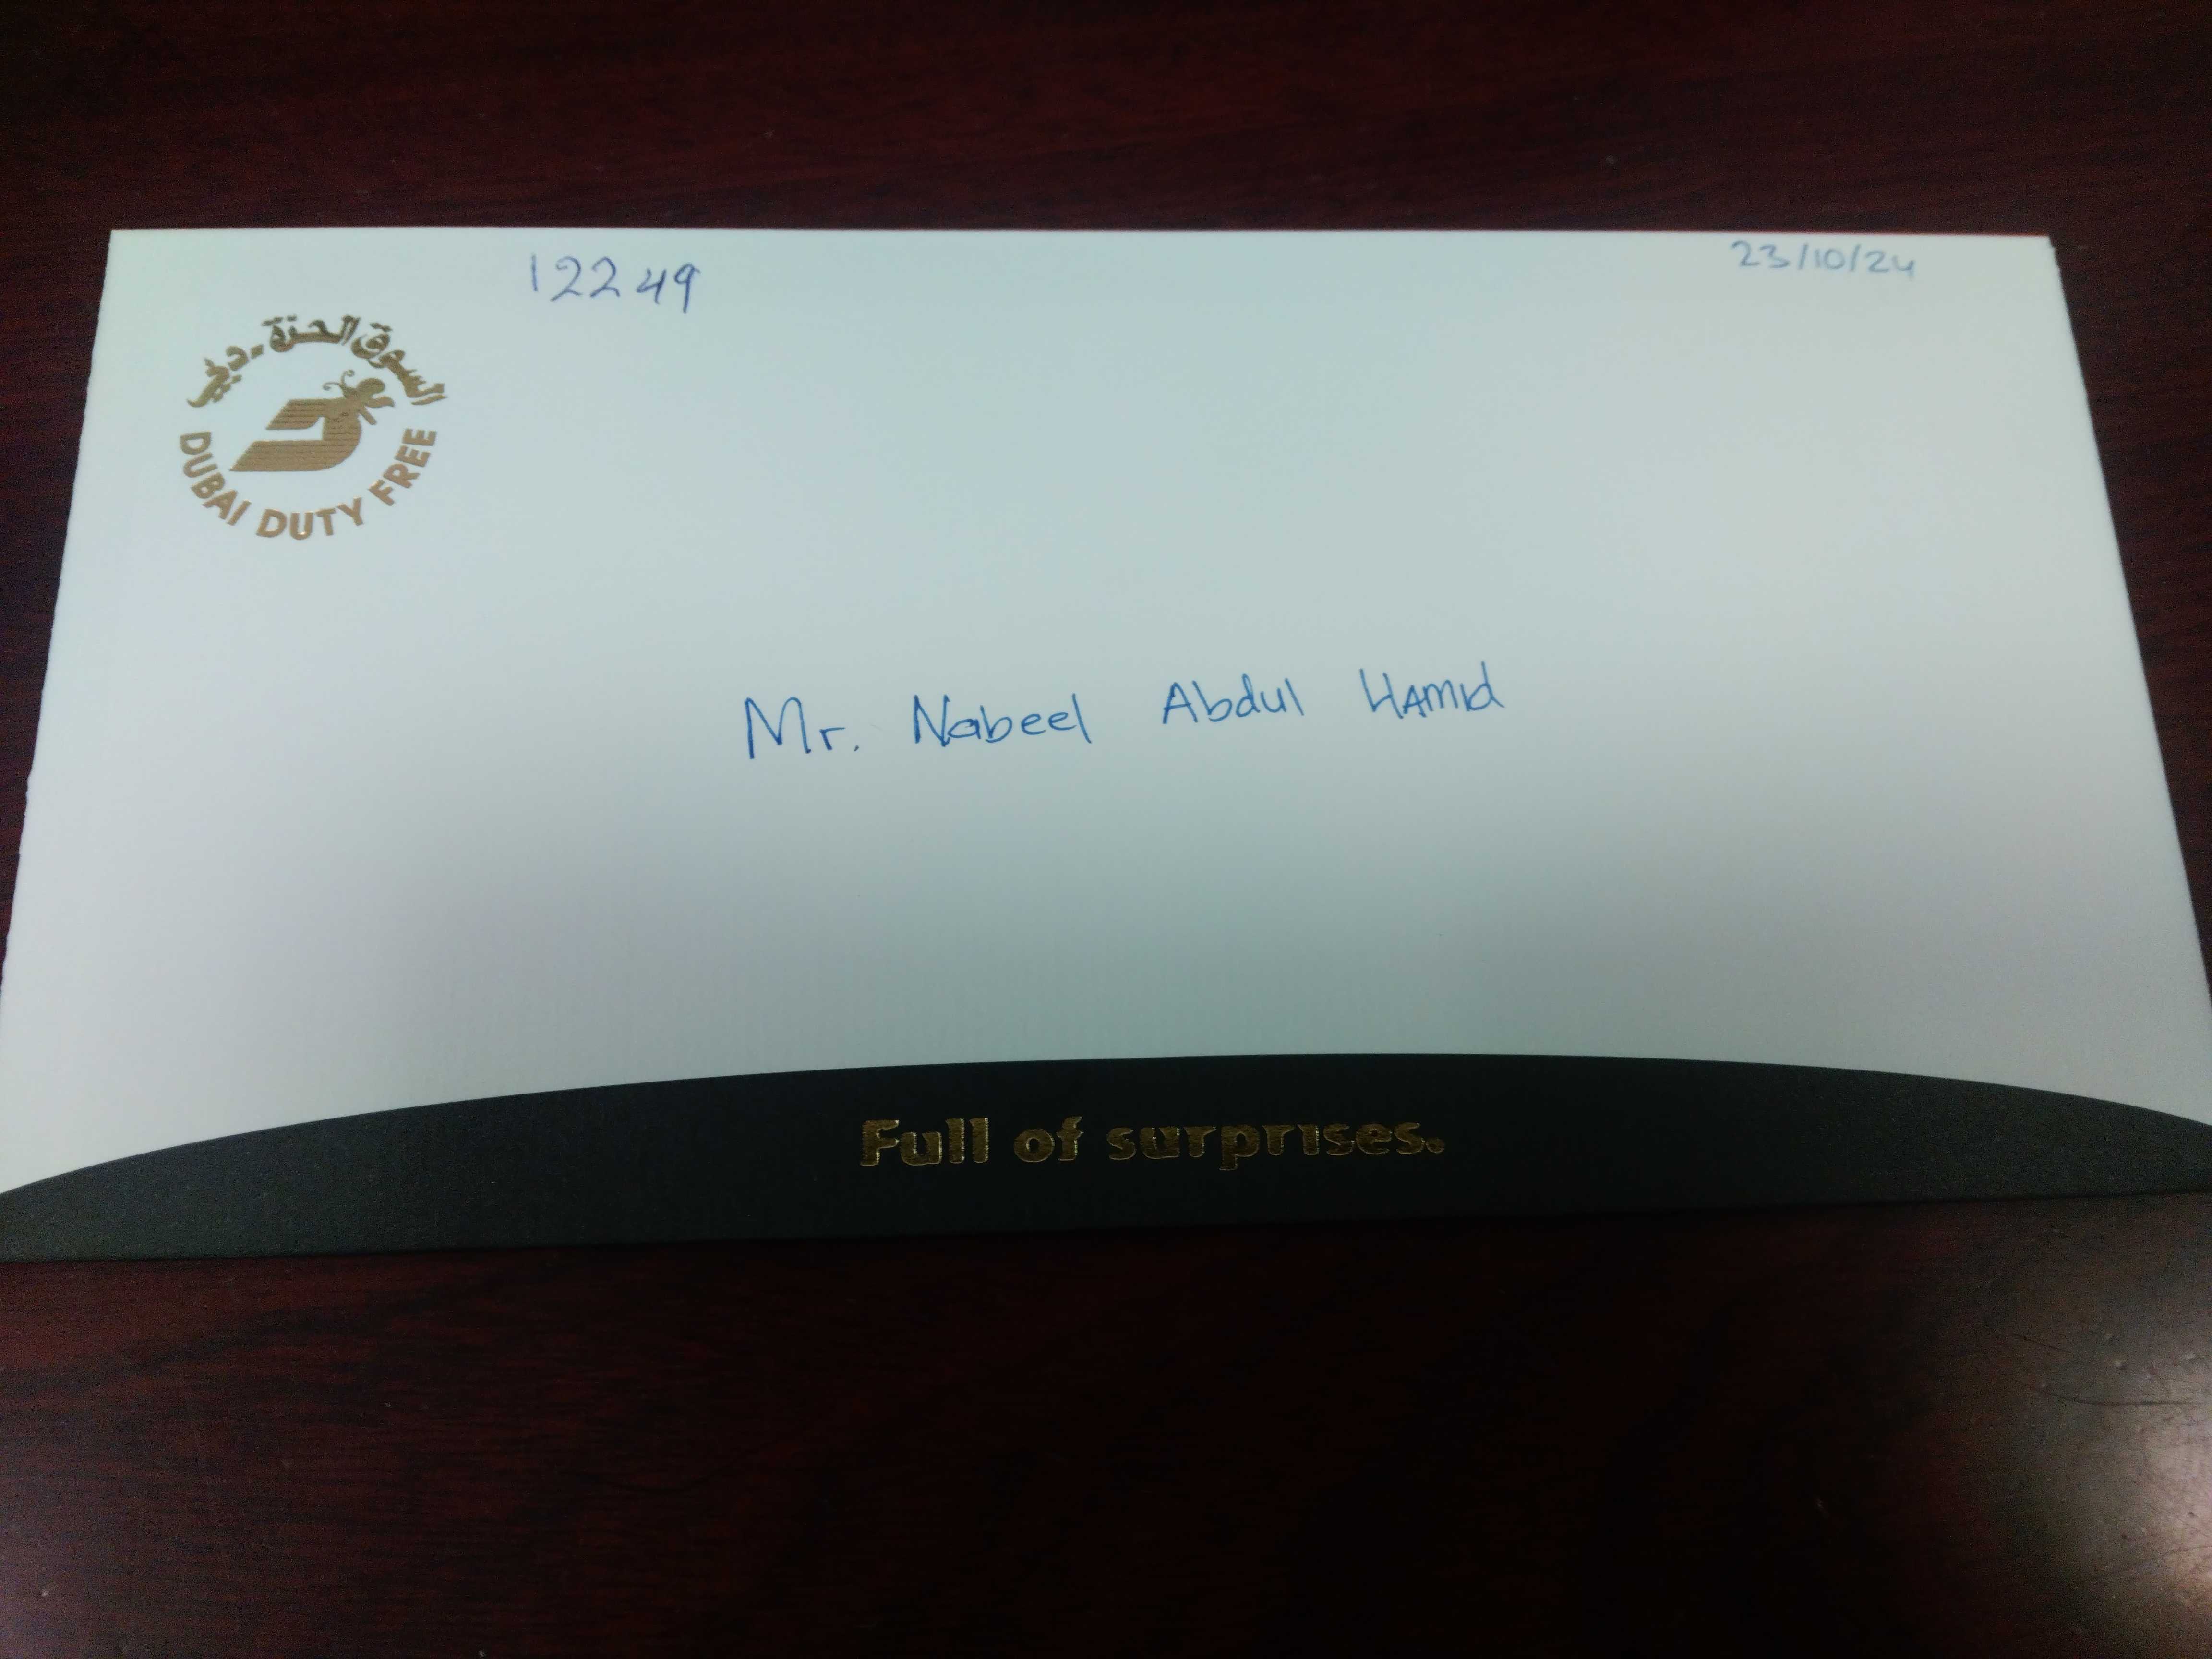 12249
23/10/24
السوق الحرة - دبي
DUBAI DUTY FREE
Mr. Nabeel Abdul HAMId
Full of surprises.